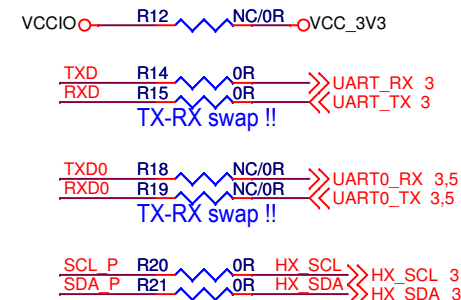 VCCIO R12 NC/0R VCC_3V3
TXD R14 0R UART_RX 3
RXD R15 0R UART_TX 3
TX-RX swap !!
TXD0 R18 NC/0R UART0_RX 3,5
RXD0 R19 NC/0R UART0_TX 3,5
TX-RX swap !!
SCL_P R20 0R HX_SCL HX_SCL 3
SDA_P R21 0R HX_SDA HX_SDA 3